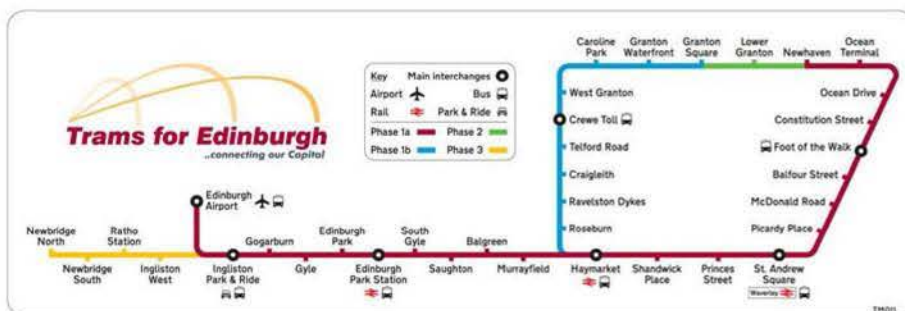 Trams for Edinburgh
..connecting our Capital
Key
Main interchanges
Airport
Bus
Rail
Park & Ride
Phase 1a
Phase 2
Phase 1b
Phase 3
Caroline
Park
Granton
Waterfront
Granton
Square
Lower
Granton
Newhaven
Ocean
Terminal
West Granton
Crewe Toll
Telford Road
Craigleith
Ravelston Dykes
Roseburn
Ocean Drive
Constitution Street
Foot of the Walk
Balfour Street
McDonald Road
Picardy Place
Edinburgh
Airport
Newbridge
North
Ratho
Station
Gogarburn
Edinburgh
Park
South
Gyle
Balgreen
Newbridge
South
Ingliston
West
Ingliston
Park & Ride
Gyle
Edinburgh
Park Station
Saughton
Murrayfield
Haymarket
Shandwick
Place
Princes
Street
St. Andrew
Square
Waverley